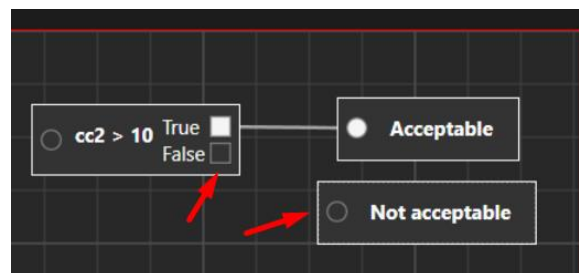 cc2 > 10
True
False
Acceptable
Not acceptable